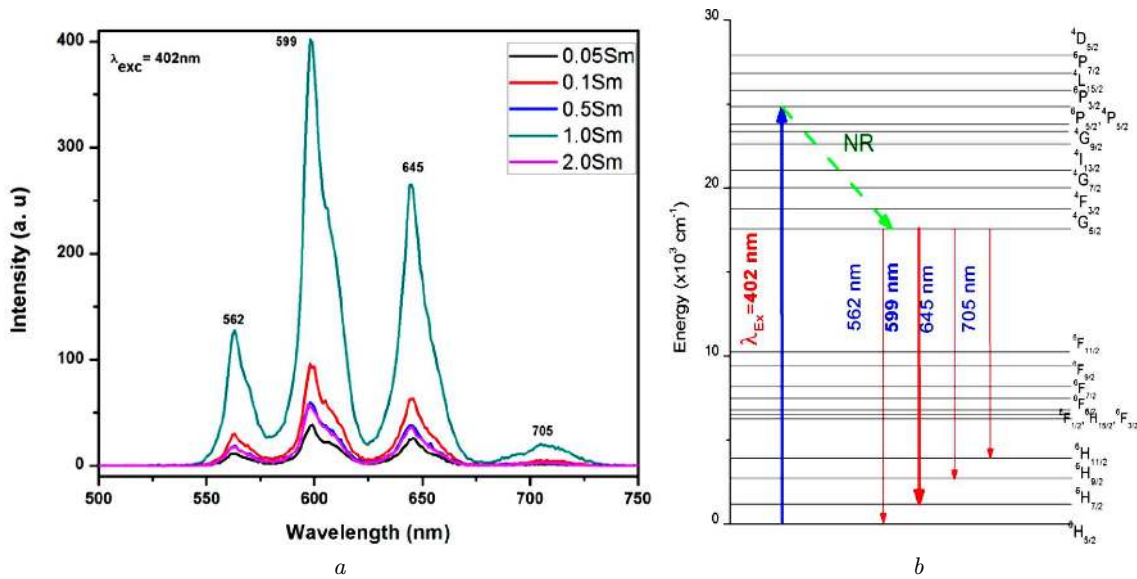 λexc= 402nm
0.05Sm
0.1Sm
0.5Sm
1.0Sm
2.0Sm
562
599
645
705
Intensity (a. u)
400
300
200
100
0
500
550
600
650
700
750
Wavelength (nm)
a
Energy (x10³ cm⁻¹)
30
20
10
0
NR
λEx=402 nm
562 nm
599 nm
645 nm
705 nm
⁴D5/2
⁶P7/2
⁴L15/2
⁶P3/2
⁶P5/2, ⁴P5/2
⁴G9/2
⁴I13/2
⁴G7/2
⁴F3/2
⁴G5/2
⁶F11/2
⁶F9/2
⁶F7/2
⁶H11/2
⁶H9/2
⁶H7/2
⁶H5/2
b